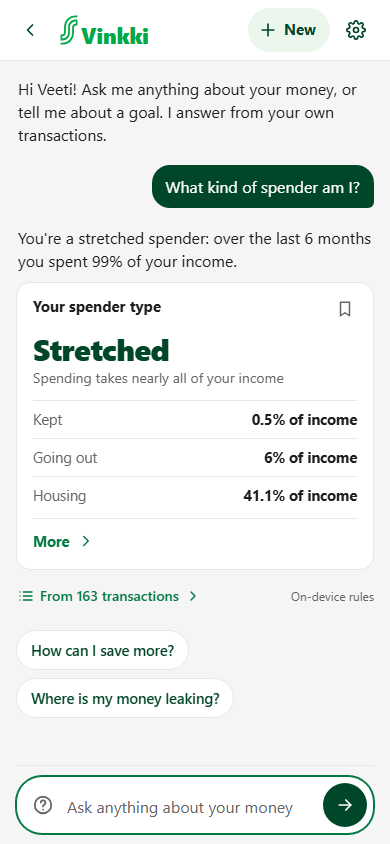 Vinkki
New
Hi Veeti! Ask me anything about your money, or
tell me about a goal. I answer from your own
transactions.
What kind of spender am I?
You're a stretched spender: over the last 6 months
you spent 99% of your income.
Your spender type
Stretched
Spending takes nearly all of your income
Kept 0.5% of income
Going out 6% of income
Housing 41.1% of income
More
From 163 transactions On-device rules
How can I save more?
Where is my money leaking?
Ask anything about your money